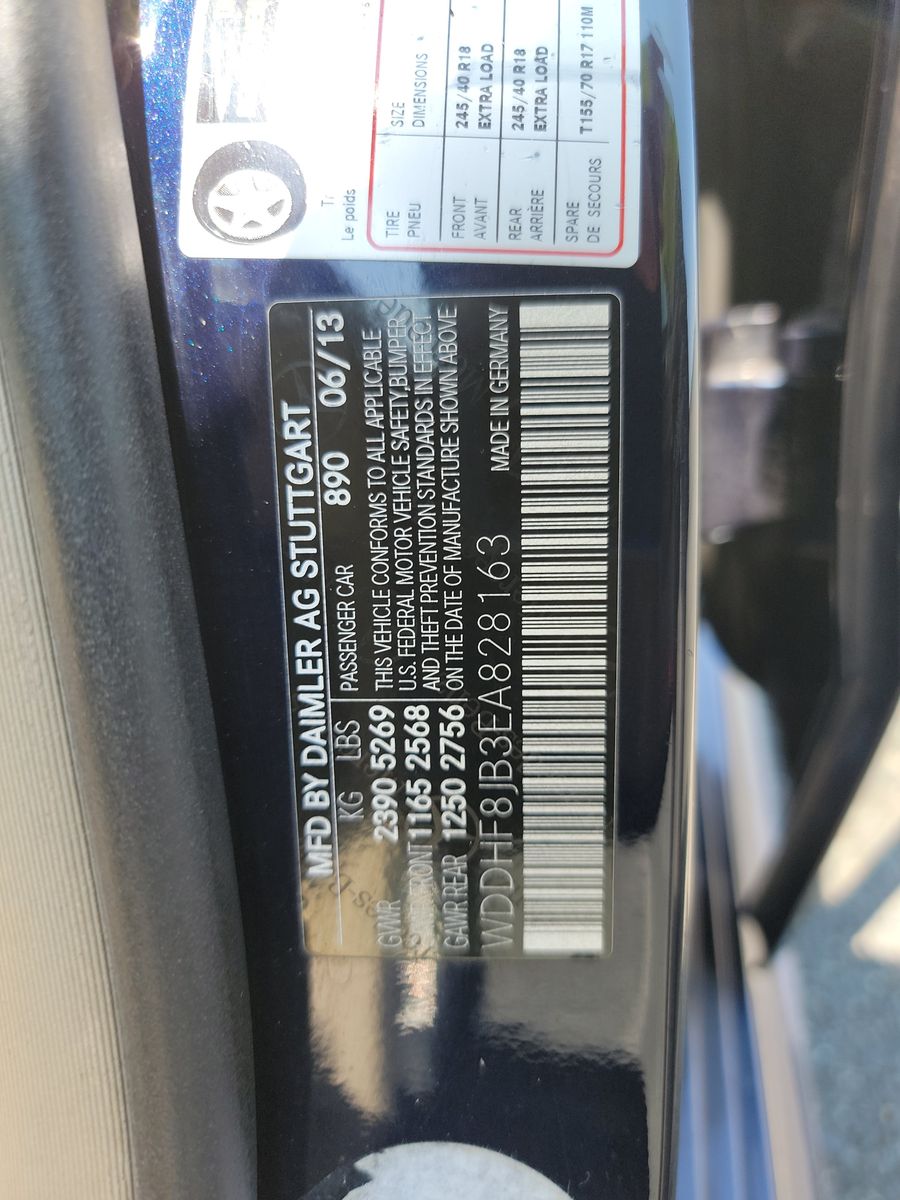 MFD BY DAIMLER AG STUTTGART
KG LBS PASSENGER CAR 890 06/13
GVWR 2390 5269 THIS VEHICLE CONFORMS TO ALL APPLICABLE
FRONT 1165 2568 U.S. FEDERAL MOTOR VEHICLE SAFETY,BUMPER,
GAWR REAR 1250 2756 AND THEFT PREVENTION STANDARDS IN EFFECT
ON THE DATE OF MANUFACTURE SHOWN ABOVE
WDDHF8JB3EA828163 MADE IN GERMANY
Le poids
TIRE SIZE
PNEU DIMENSIONS
FRONT 245/40 R18
AVANT EXTRA LOAD
REAR 245/40 R18
ARRIÈRE EXTRA LOAD
SPARE T155/70 R17 110M
DE SECOURS